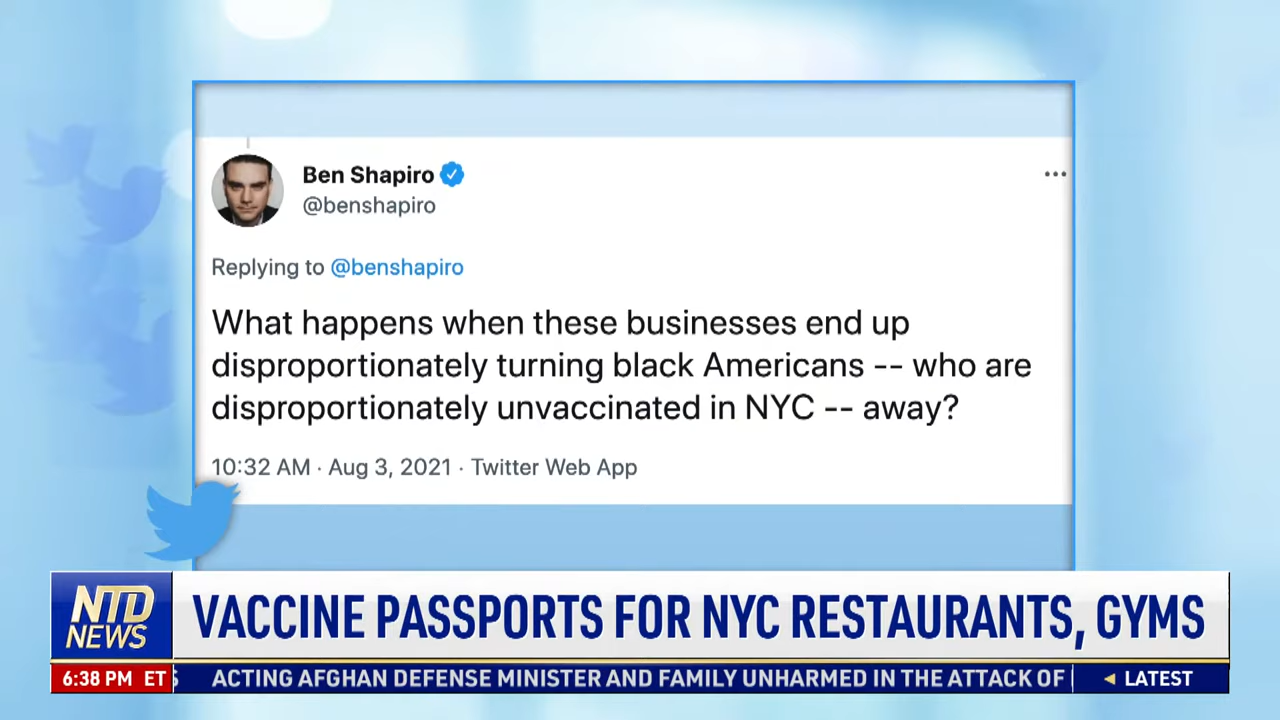 Ben Shapiro
@benshapiro
Replying to @benshapiro
What happens when these businesses end up
disproportionately turning black Americans -- who are
disproportionately unvaccinated in NYC -- away?
10:32 AM · Aug 3, 2021 · Twitter Web App
NTD
NEWS
VACCINE PASSPORTS FOR NYC RESTAURANTS, GYMS
6:38 PM ET
ACTING AFGHAN DEFENSE MINISTER AND FAMILY UNHARMED IN THE ATTACK OF
LATEST